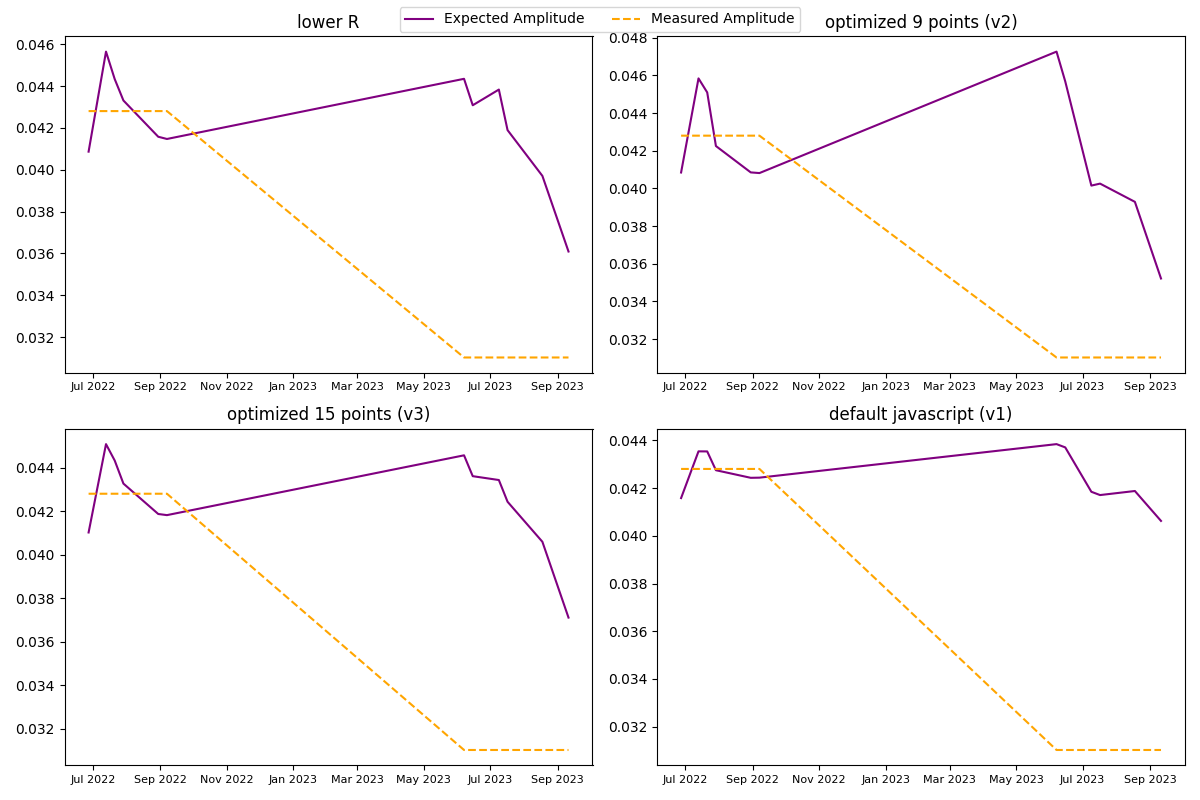 Expected Amplitude
Measured Amplitude
lower R
0.046
0.044
0.042
0.040
0.038
0.036
0.034
0.032
Jul 2022
Sep 2022
Nov 2022
Jan 2023
Mar 2023
May 2023
Jul 2023
Sep 2023
optimized 9 points (v2)
0.048
0.046
0.044
0.042
0.040
0.038
0.036
0.034
0.032
Jul 2022
Sep 2022
Nov 2022
Jan 2023
Mar 2023
May 2023
Jul 2023
Sep 2023
optimized 15 points (v3)
0.044
0.042
0.040
0.038
0.036
0.034
0.032
Jul 2022
Sep 2022
Nov 2022
Jan 2023
Mar 2023
May 2023
Jul 2023
Sep 2023
default javascript (v1)
0.044
0.042
0.040
0.038
0.036
0.034
0.032
Jul 2022
Sep 2022
Nov 2022
Jan 2023
Mar 2023
May 2023
Jul 2023
Sep 2023